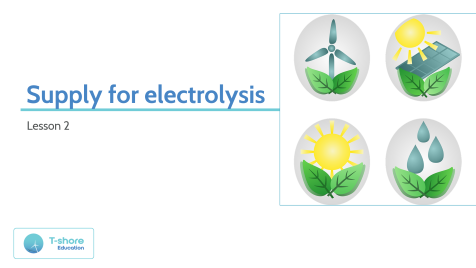 Supply for electrolysis
Lesson 2
T-shore
Education